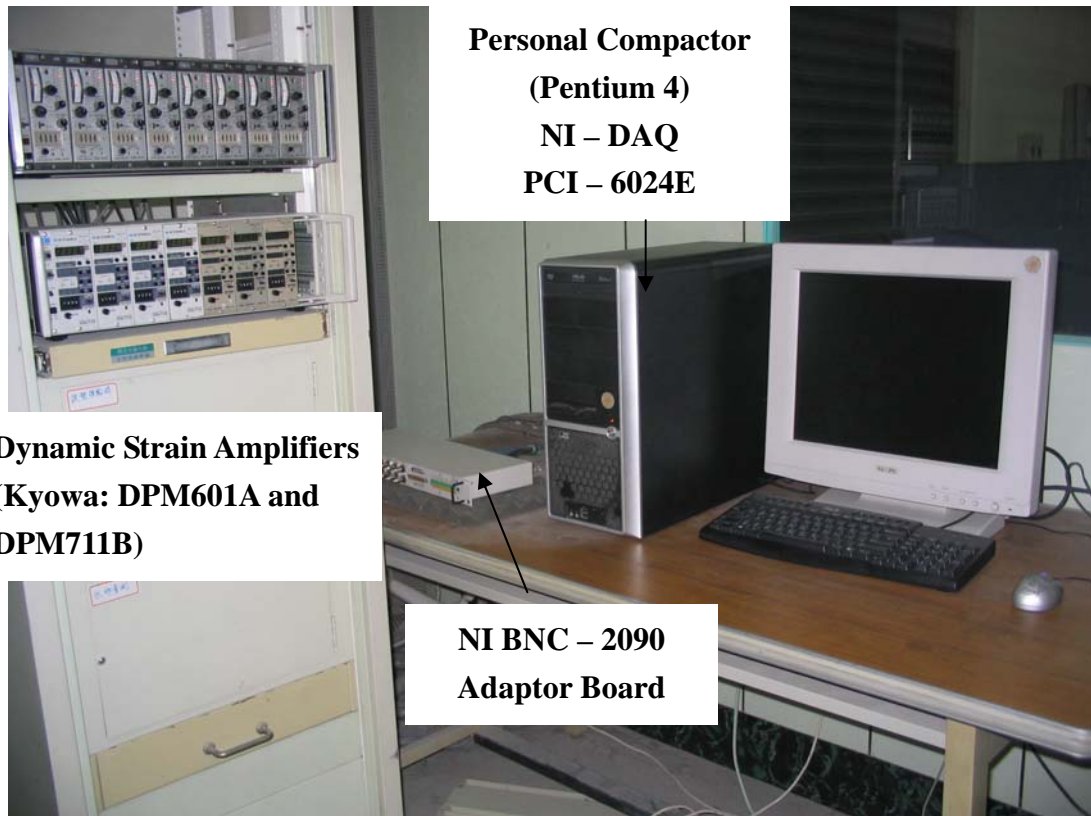 Personal Compactor
(Pentium 4)
NI – DAQ
PCI – 6024E
Dynamic Strain Amplifiers
(Kyowa: DPM601A and
DPM711B)
NI BNC – 2090
Adaptor Board